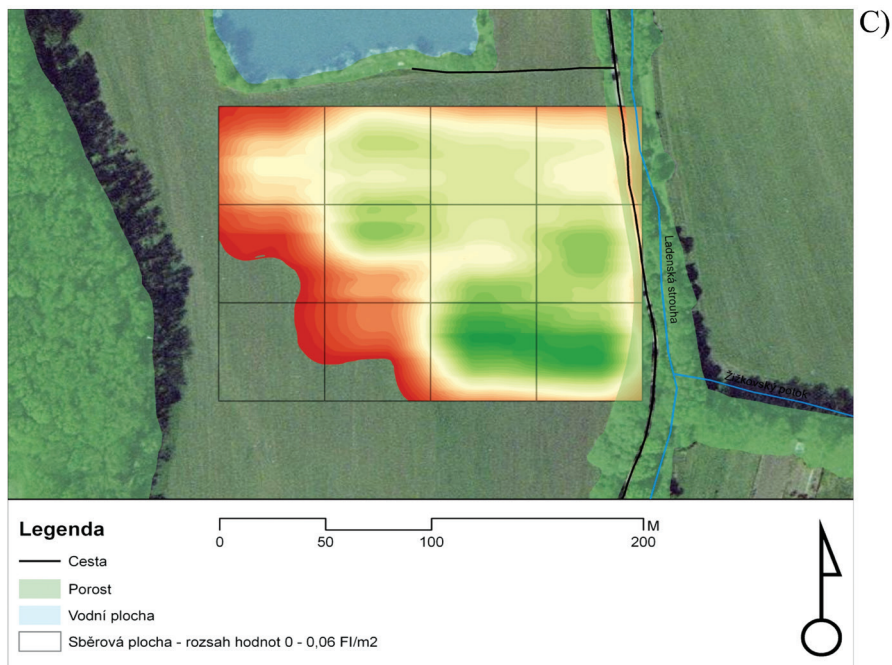 C)
Ladenská strouha
Žižkovský potok
Legenda
Cesta
Porost
Vodní plocha
Sběrová plocha - rozsah hodnot 0 - 0,06 Fl/m2
0 50 100 200 M